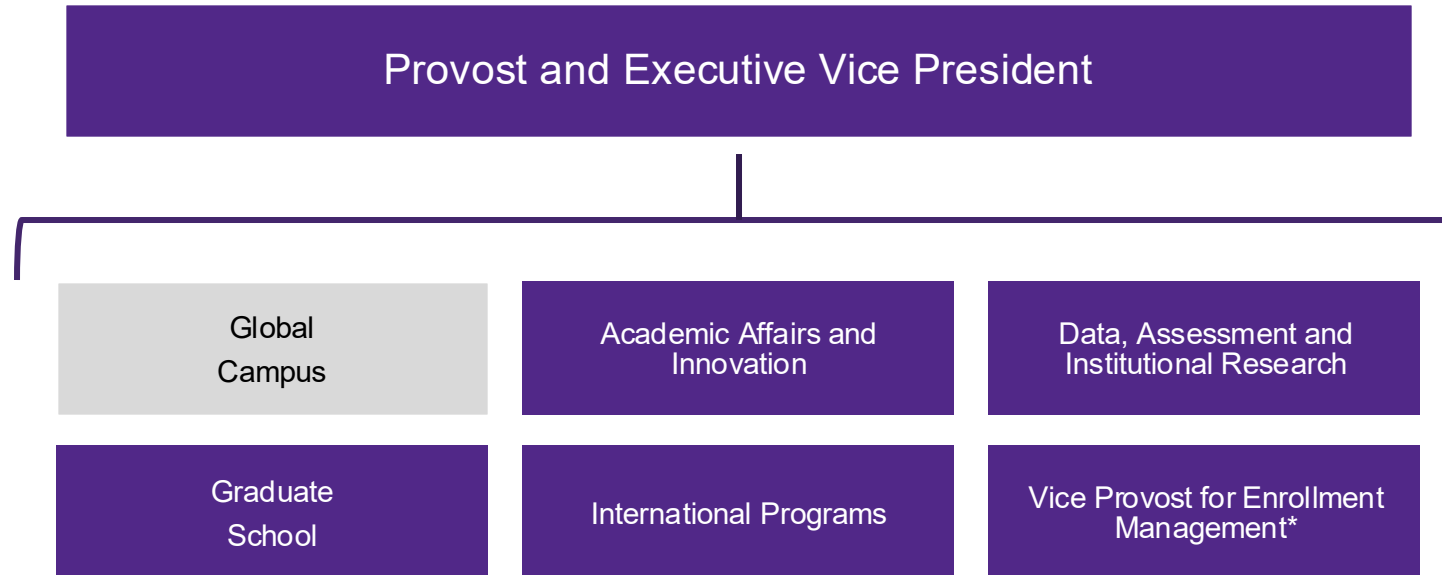 Provost and Executive Vice President
Global
Campus
Academic Affairs and
Innovation
Data, Assessment and
Institutional Research
Graduate
School
International Programs
Vice Provost for Enrollment
Management*